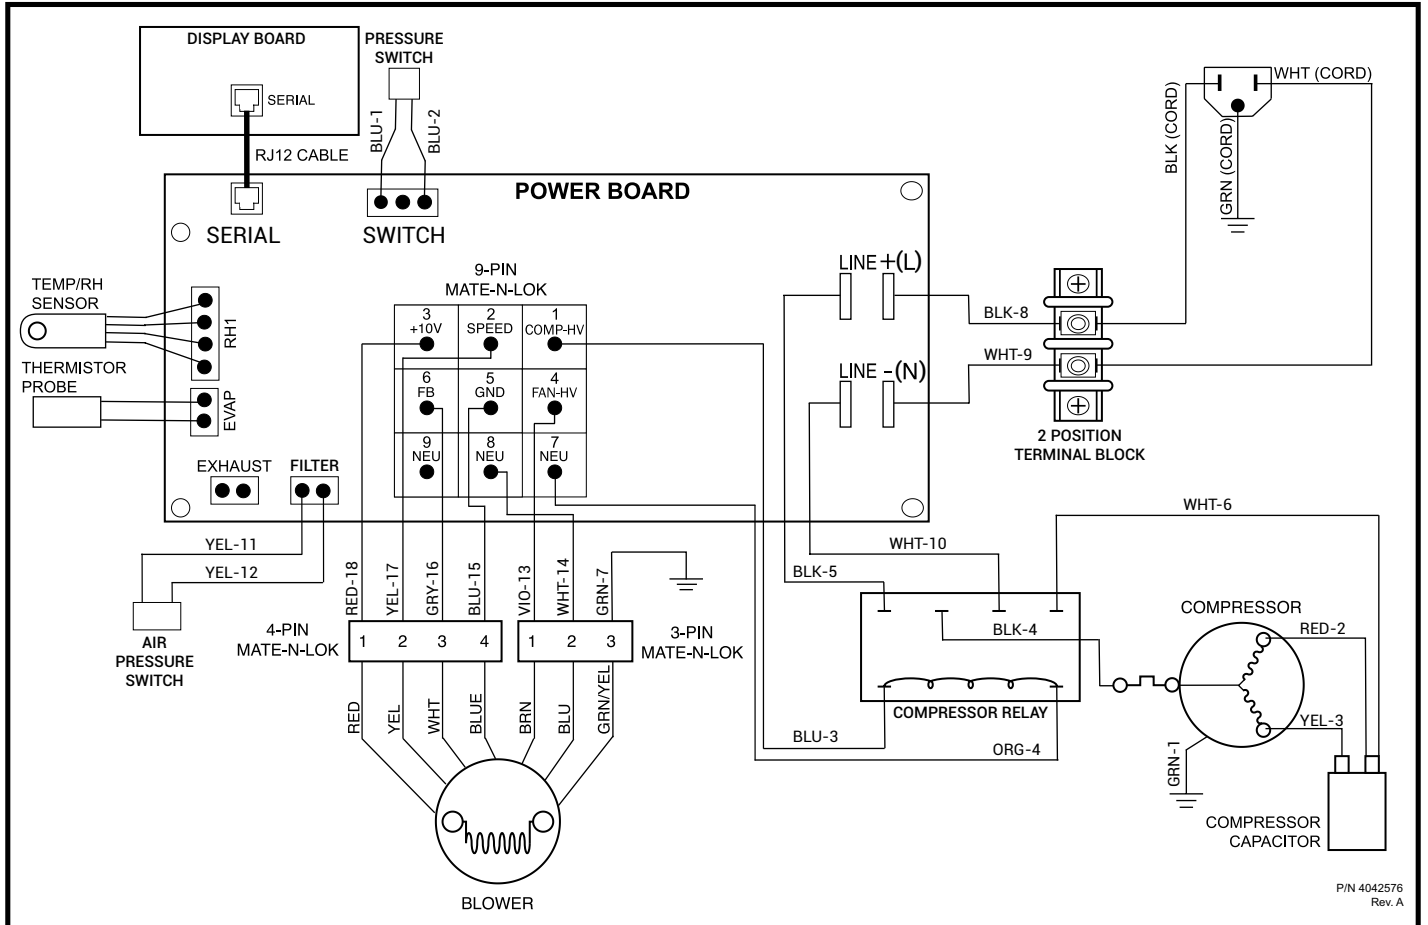 DISPLAY BOARD
SERIAL
RJ12 CABLE
PRESSURE
SWITCH
BLU-1
BLU-2
POWER BOARD
SERIAL
SWITCH
TEMP/RH
SENSOR
RH1
THERMISTOR
PROBE
EVAP
EXHAUST
FILTER
YEL-11
YEL-12
AIR
PRESSURE
SWITCH
9-PIN
MATE-N-LOK
3
+10V
2
SPEED
1
COMP-HV
6
FB
5
GND
4
FAN-HV
9
NEU
8
NEU
7
NEU
LINE +(L)
LINE -(N)
BLK-8
WHT-9
2 POSITION
TERMINAL BLOCK
BLK (CORD)
GRN (CORD)
WHT (CORD)
RED-18
YEL-17
GRY-16
BLU-15
VIO-13
WHT-14
GRN-7
4-PIN
MATE-N-LOK
1 2 3 4
1 2 3
3-PIN
MATE-N-LOK
RED
YEL
WHT
BLUE
BRN
BLU
GRN/YEL
BLOWER
WHT-6
WHT-10
BLK-5
BLK-4
COMPRESSOR RELAY
BLU-3
ORG-4
COMPRESSOR
RED-2
YEL-3
GRN-1
COMPRESSOR
CAPACITOR
P/N 4042576
Rev. A